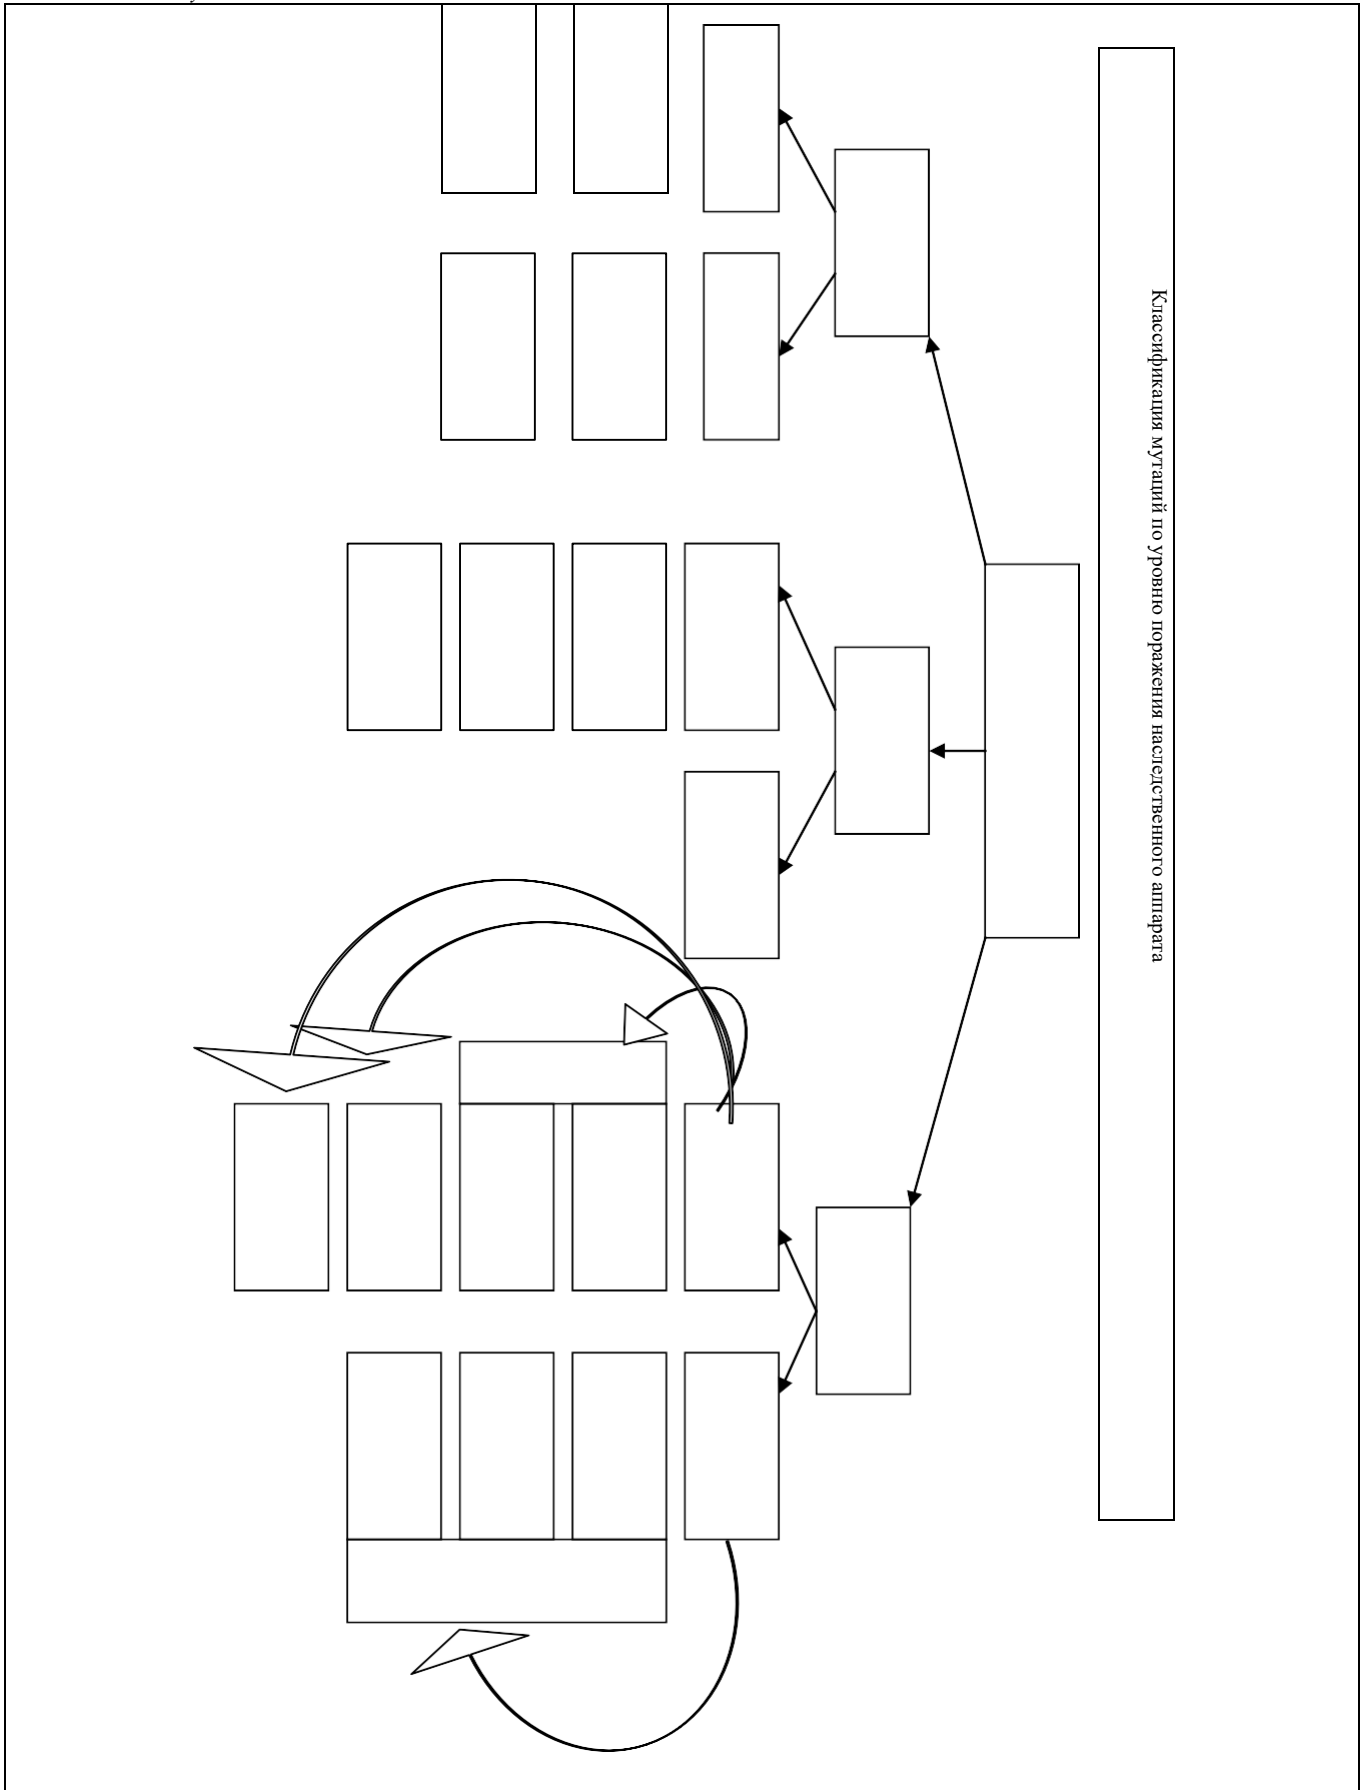 Классификация мутаций по уровню поражения наследственного аппарата